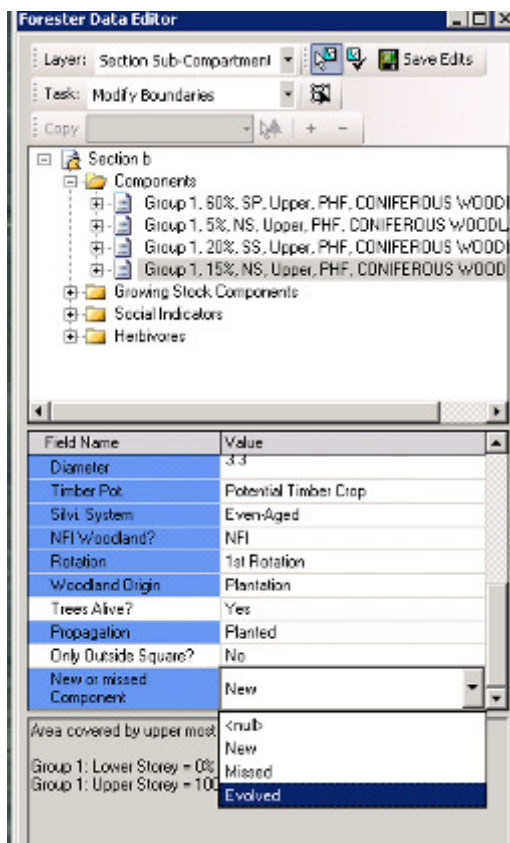 Forester Data Editor
Layer: Section Sub-Compartment Save Edits
Task: Modify Boundaries
Copy
Section b
Components
Group 1, 60%, SP, Upper, PHF, CONIFEROUS WOODL
Group 1, 5%, NS, Upper, PHF, CONIFEROUS WOODLA
Group 1, 20%, SS, Upper, PHF, CONIFEROUS WOODL
Group 1, 15%, NS, Upper, PHF, CONIFEROUS WOOD
Growing Stock Components
Social Indicators
Herbivores
Field Name Value
Diameter 3.3
Timber Pot. Potential Timber Crop
Silvi. System Even-Aged
NFI Woodland? NFI
Rotation 1st Rotation
Woodland Origin Plantation
Trees Alive? Yes
Propagation Planted
Only Outside Square? No
New or missed
Component New
<null>
New
Missed
Evolved
Area covered by upper most
Group 1: Lower Storey = 0%
Group 1: Upper Storey = 100